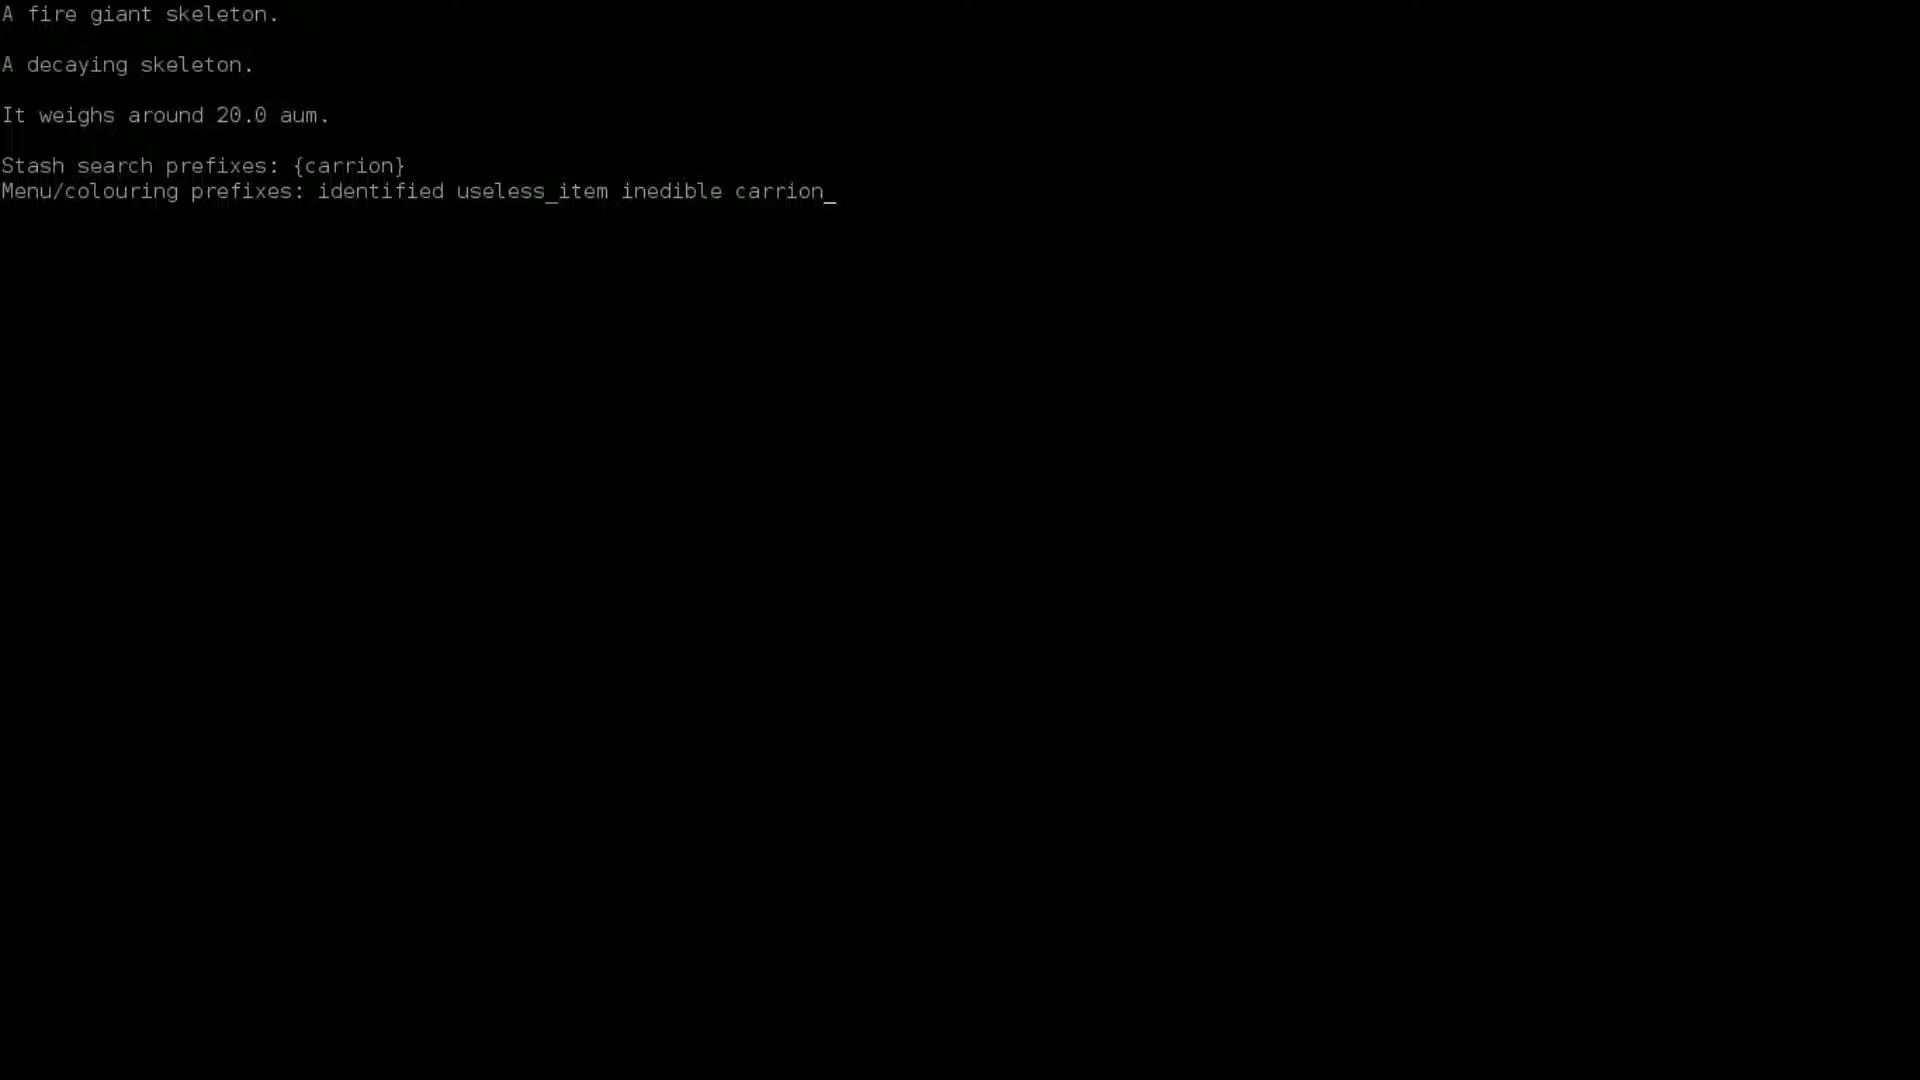 A fire giant skeleton.
A decaying skeleton.
It weighs around 20.0 aum.
Stash search prefixes: {carrion}
Menu/colouring prefixes: identified useless_item inedible carrion_